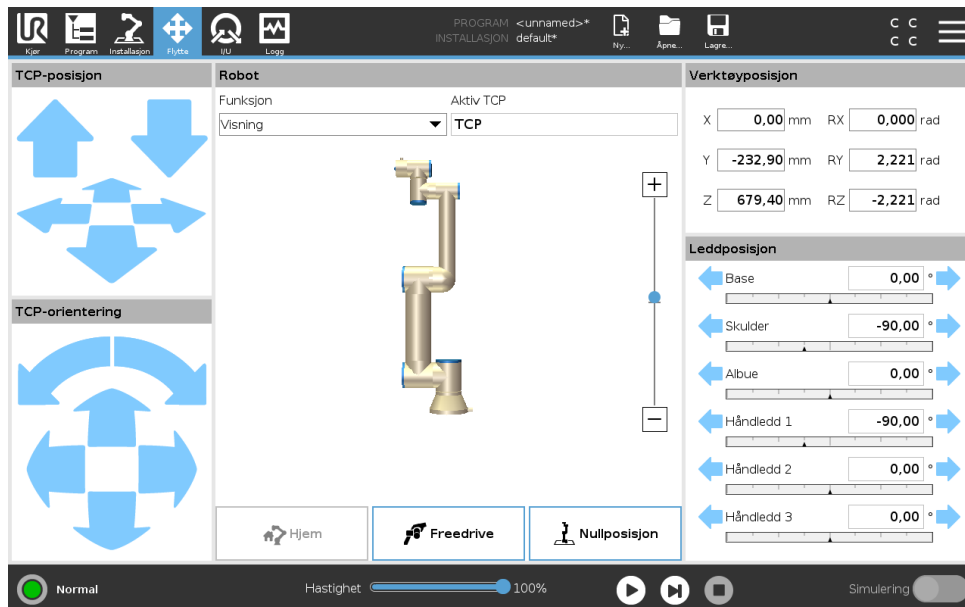 PROGRAM <unnamed>*
INSTALLASJON default*
Kjør Program Installasjon Flytte I/U Logg Ny... Åpne... Lagre...
TCP-posisjon
TCP-orientering
Robot
Funksjon Aktiv TCP
Visning TCP
+
−
Hjem Freedrive Nullposisjon
Verktøyposisjon
X 0,00 mm RX 0,000 rad
Y -232,90 mm RY 2,221 rad
Z 679,40 mm RZ -2,221 rad
Leddposisjon
Base 0,00 °
Skulder -90,00 °
Albue 0,00 °
Håndledd 1 -90,00 °
Håndledd 2 0,00 °
Håndledd 3 0,00 °
Normal Hastighet 100% Simulering
C C
C C